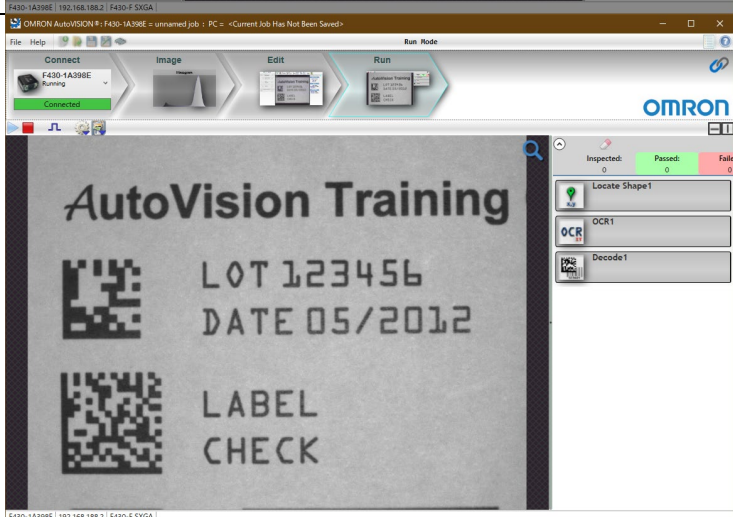 F430-1A398E 192.168.188.2 F430-F SXGA
OMRON AutoVISION®: F430-1A398E = unnamed job : PC = <Current Job Has Not Been Saved>
File Help
Run Mode
Connect Image Edit Run
F430-1A398E
Running
Connected
OMRON
Inspected: Passed: Faile
0 0 0
Locate Shape1
OCR OCR1
Decode1
AutoVision Training
LOT 123456
DATE 05/2012
LABEL
CHECK
F430-1A398E 192.168.188.2 F430-F SXGA